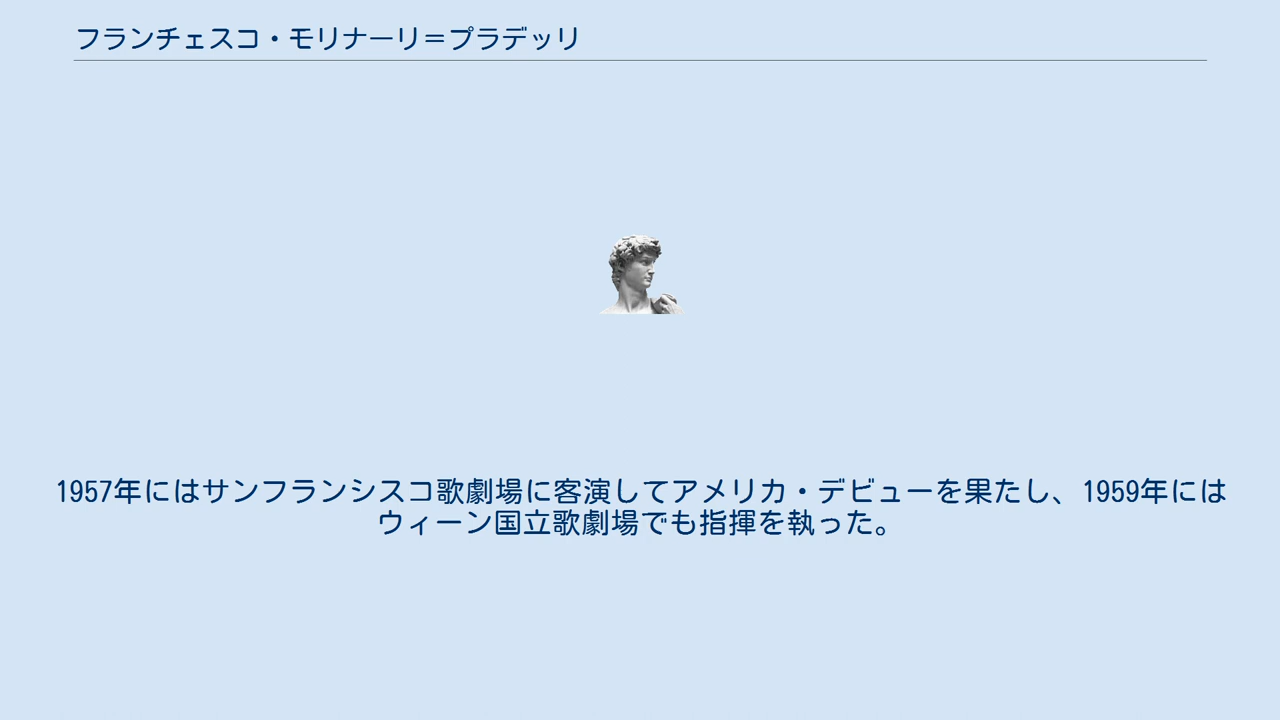 フランチェスコ・モリナーリ＝プラデッリ
1957年にはサンフランシスコ歌劇場に客演してアメリカ・デビューを果たし、1959年には
ウィーン国立歌劇場でも指揮を執った。